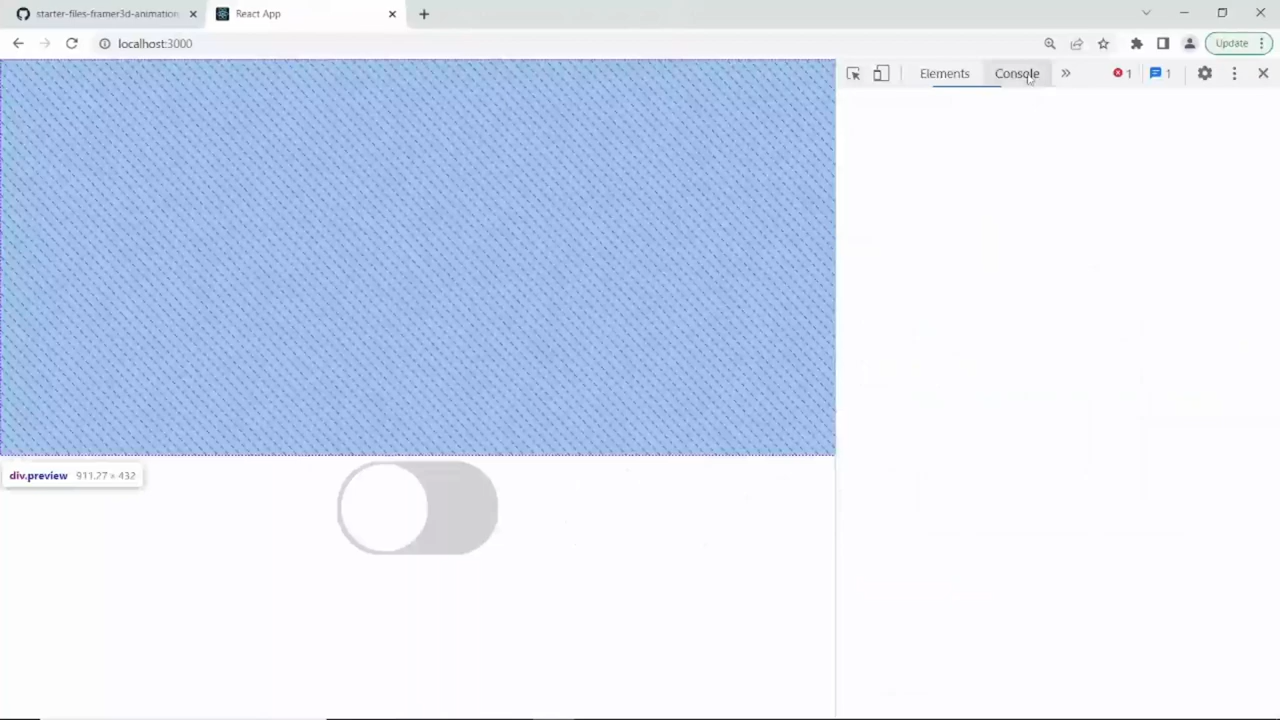 starter-files-framer3d-animation
React App
localhost:3000
Update
Elements
Console
1
1
div.preview 911.27 × 432